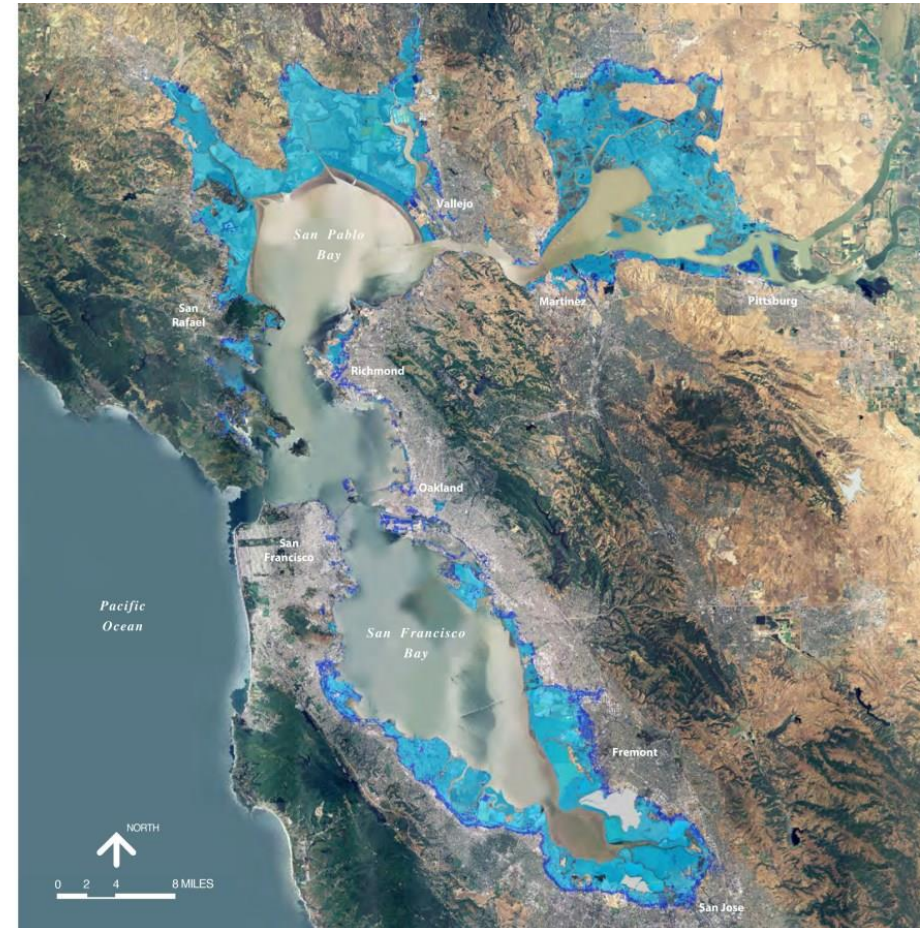 Vallejo
San Pablo
Bay
San
Rafael
Martinez
Pittsburg
Richmond
Oakland
San
Francisco
Pacific
Ocean
San Francisco
Bay
Fremont
NORTH
0 2 4 8 MILES
San Jose